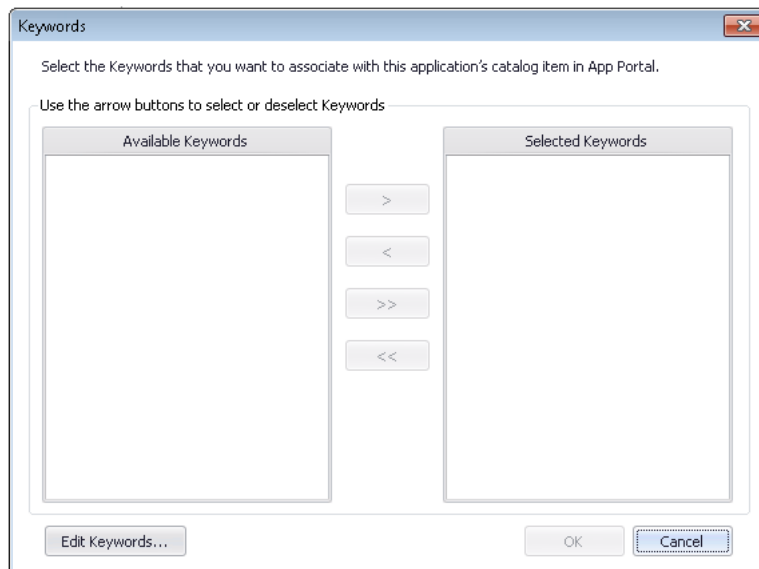 Keywords
Select the Keywords that you want to associate with this application's catalog item in App Portal.
Use the arrow buttons to select or deselect Keywords
Available Keywords
Selected Keywords
>
<
>>
<<
Edit Keywords...
OK
Cancel